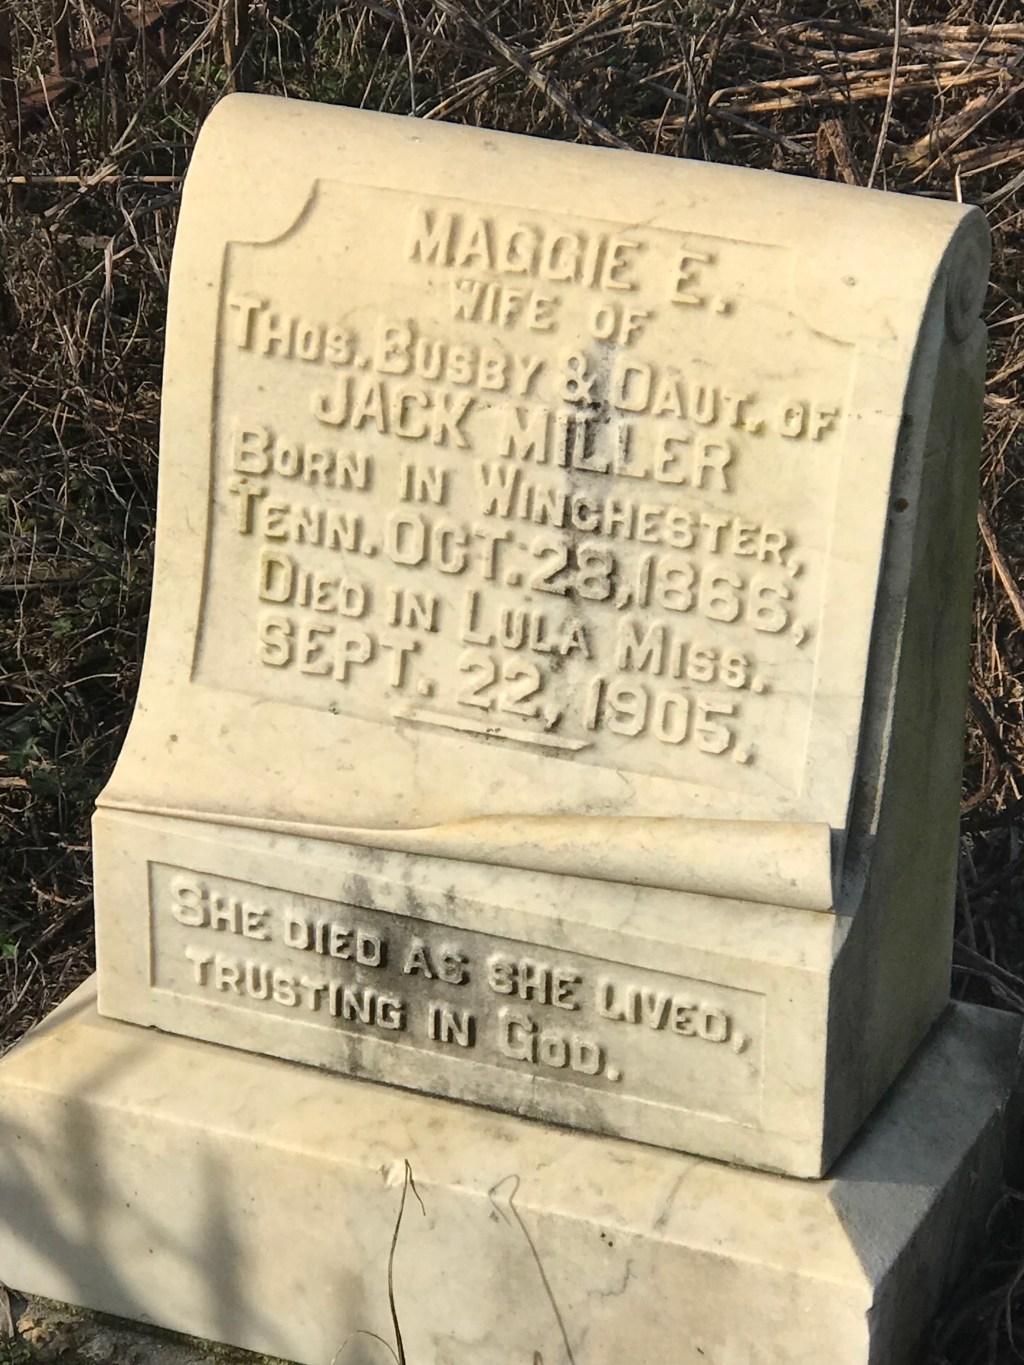 MAGGIE E.
WIFE OF
THOS. BUSBY & DAUT. OF
JACK MILLER
BORN IN WINCHESTER,
TENN. OCT. 28, 1866,
DIED IN LULA MISS.
SEPT. 22, 1905.
SHE DIED AS SHE LIVED,
TRUSTING IN GOD.